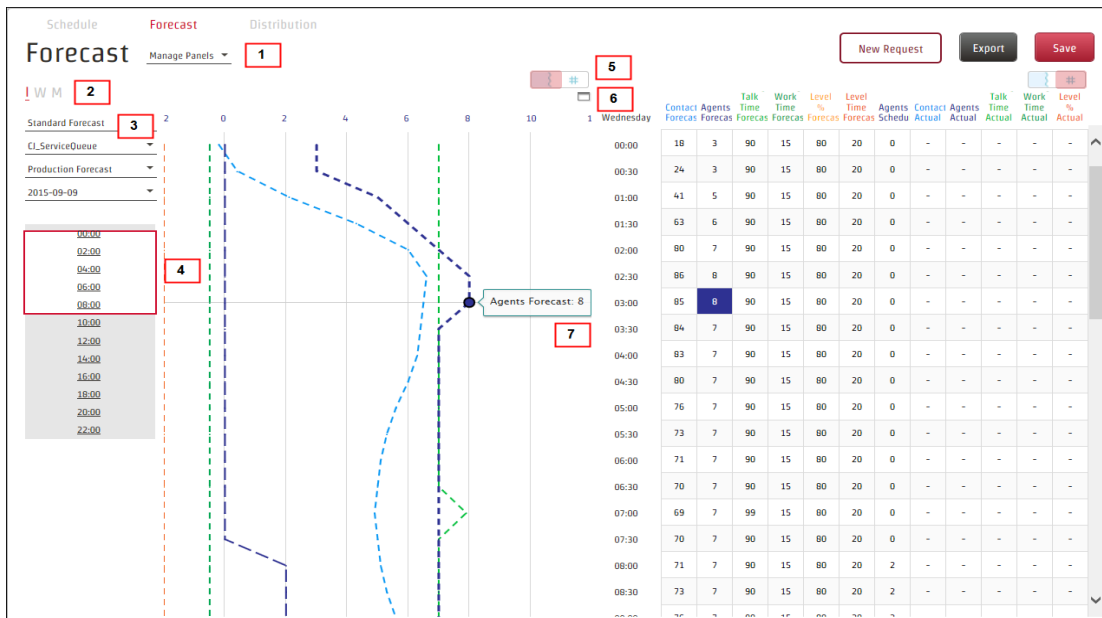 Schedule Forecast Distribution
Forecast Manage Panels 1 New Request Export Save
5
I W M 2
6
Standard Forecast 3
CI_ServiceQueue
Production Forecast
2015-09-09
00:00
02:00
04:00
06:00
08:00
10:00
12:00
14:00
16:00
18:00
20:00
22:00
4
2 0 2 4 6 8 10 1
Agents Forecast: 8
7
Talk Work Level Level Talk Work Level
Contact Agents Time Time % Time Agents Contact Agents Time Time %
Wednesday Forecas Forecas Forecas Forecas Forecas Forecas Schedu Actual Actual Actual Actual Actual
00:00 18 3 90 15 80 20 0 - - - - -
00:30 24 3 90 15 80 20 0 - - - - -
01:00 41 5 90 15 80 20 0 - - - - -
01:30 63 6 90 15 80 20 0 - - - - -
02:00 80 7 90 15 80 20 0 - - - - -
02:30 86 8 90 15 80 20 0 - - - - -
03:00 85 8 90 15 80 20 0 - - - - -
03:30 84 7 90 15 80 20 0 - - - - -
04:00 83 7 90 15 80 20 0 - - - - -
04:30 80 7 90 15 80 20 0 - - - - -
05:00 76 7 90 15 80 20 0 - - - - -
05:30 73 7 90 15 80 20 0 - - - - -
06:00 71 7 90 15 80 20 0 - - - - -
06:30 70 7 90 15 80 20 0 - - - - -
07:00 69 7 99 15 80 20 0 - - - - -
07:30 70 7 90 15 80 20 0 - - - - -
08:00 71 7 90 15 80 20 2 - - - - -
08:30 73 7 90 15 80 20 2 - - - - -